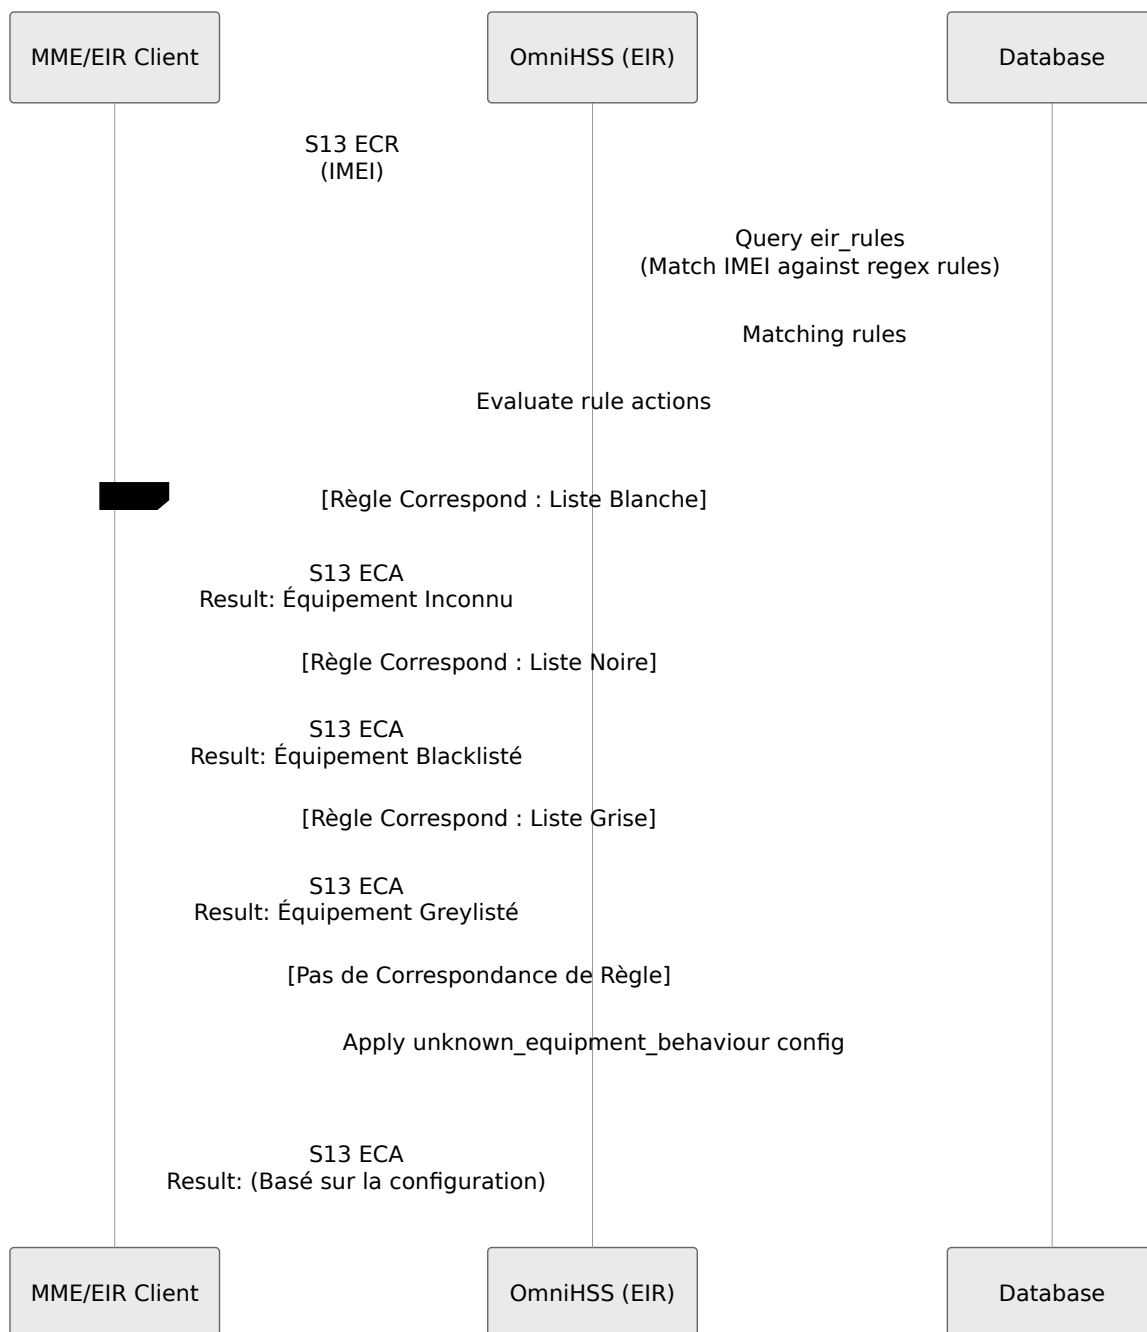 MME/EIR Client
OmniHSS (EIR)
Database
S13 ECR
(IMEI)
Query eir_rules
(Match IMEI against regex rules)
Matching rules
Evaluate rule actions
[Règle Correspond : Liste Blanche]
S13 ECA
Result: Équipement Inconnu
[Règle Correspond : Liste Noire]
S13 ECA
Result: Équipement Blacklisté
[Règle Correspond : Liste Grise]
S13 ECA
Result: Équipement Greylisté
[Pas de Correspondance de Règle]
Apply unknown_equipment_behaviour config
S13 ECA
Result: (Basé sur la configuration)
MME/EIR Client
OmniHSS (EIR)
Database